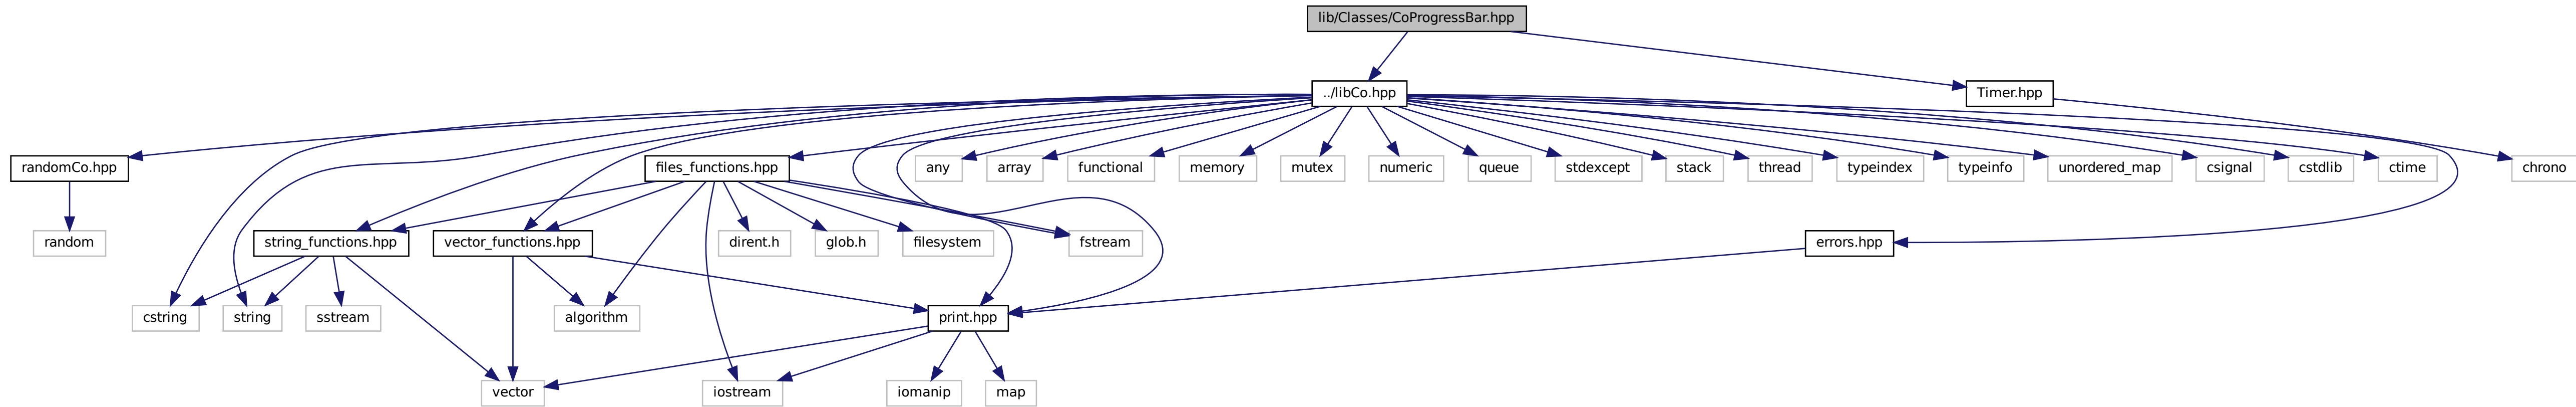 lib/Classes/CoProgressBar.hpp
../libCo.hpp
Timer.hpp
randomCo.hpp
files_functions.hpp
any
array
functional
memory
mutex
numeric
queue
stdexcept
stack
thread
typeindex
typeinfo
unordered_map
csignal
cstdlib
ctime
chrono
random
string_functions.hpp
vector_functions.hpp
dirent.h
glob.h
filesystem
fstream
errors.hpp
cstring
string
sstream
algorithm
print.hpp
vector
iostream
iomanip
map